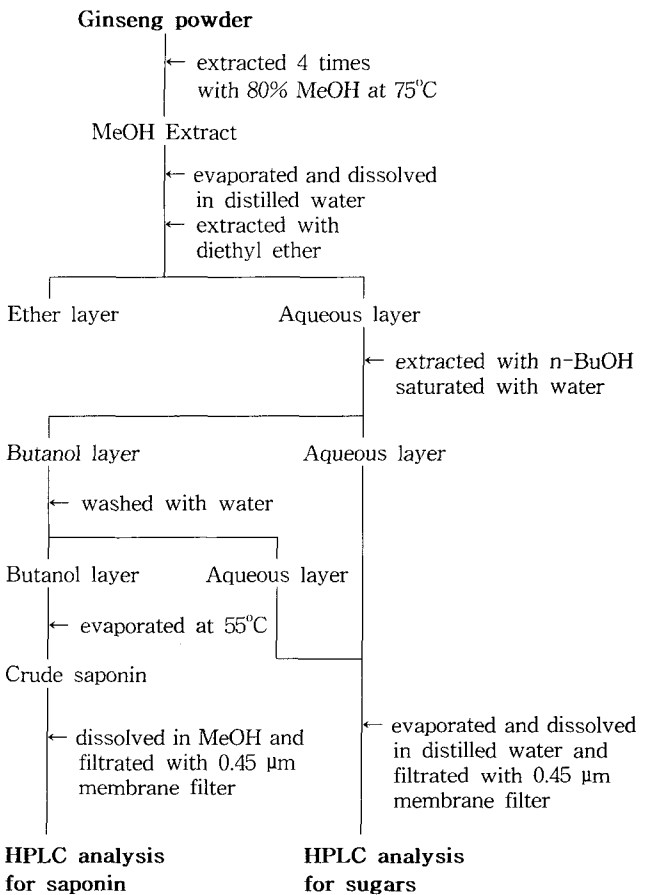 Ginseng powder
← extracted 4 times
with 80% MeOH at 75°C
MeOH Extract
← evaporated and dissolved
in distilled water
← extracted with
diethyl ether
Ether layer
Aqueous layer
← extracted with n-BuOH
saturated with water
Butanol layer
Aqueous layer
← washed with water
Butanol layer
Aqueous layer
← evaporated at 55°C
Crude saponin
← dissolved in MeOH and
filtrated with 0.45 μm
membrane filter
← evaporated and dissolved
in distilled water and
filtrated with 0.45 μm
membrane filter
HPLC analysis
for saponin
HPLC analysis
for sugars